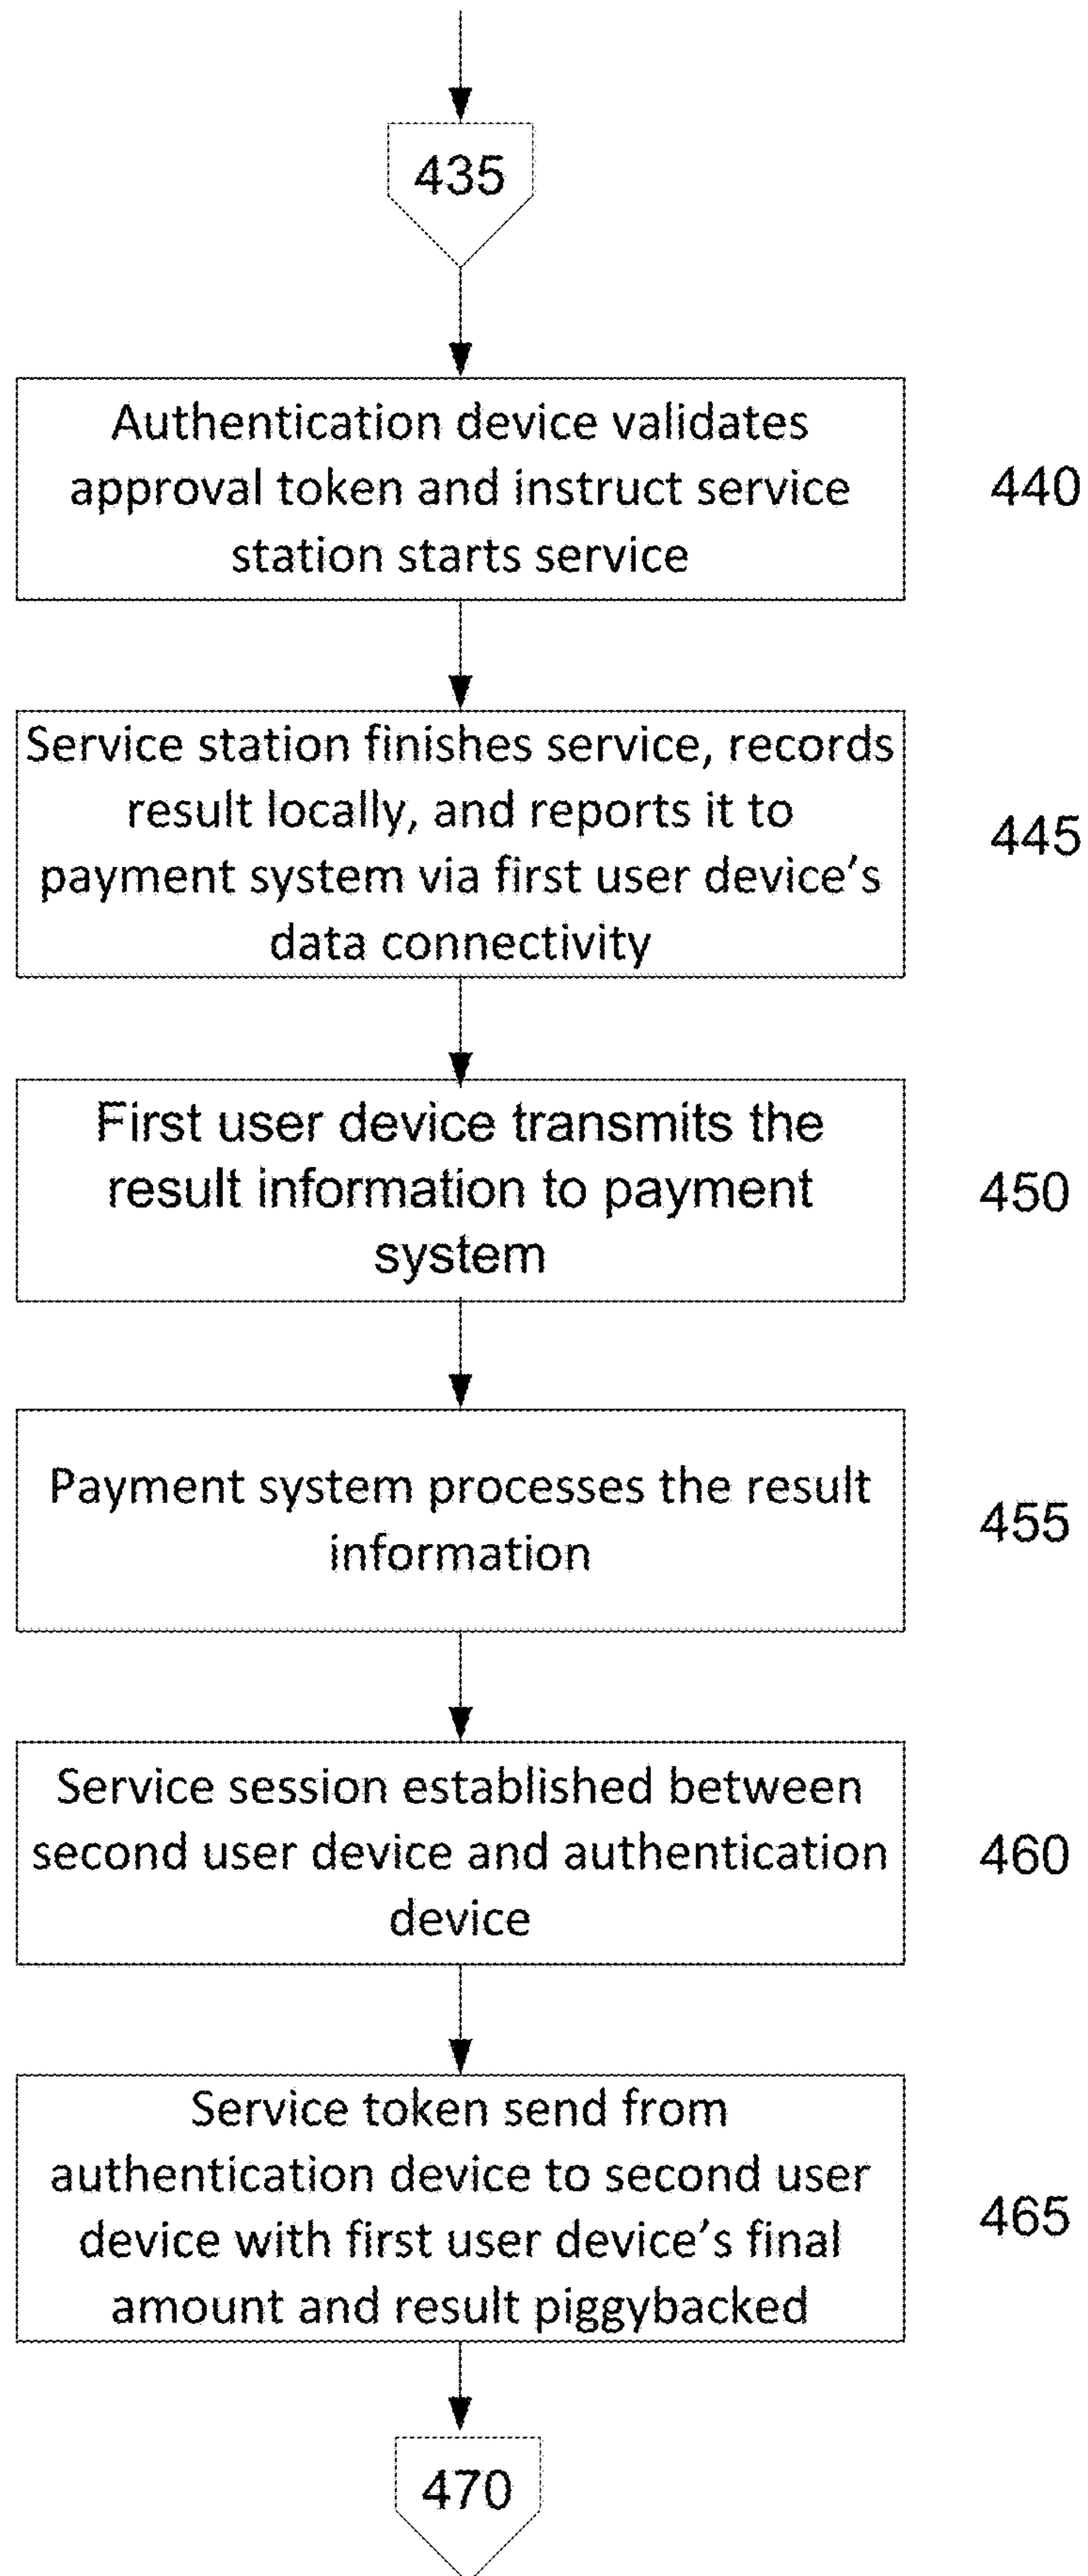 435
Authentication device validates
approval token and instruct service
station starts service
440
Service station finishes service, records
result locally, and reports it to
payment system via first user device's
data connectivity
445
First user device transmits the
result information to payment
system
450
Payment system processes the result
information
455
Service session established between
second user device and authentication
device
460
Service token send from
authentication device to second user
device with first user device's final
amount and result piggybacked
465
470